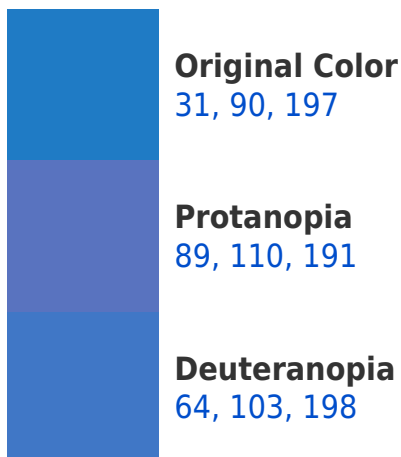 Original Color
31, 90, 197
Protanopia
89, 110, 191
Deuteranopia
64, 103, 198